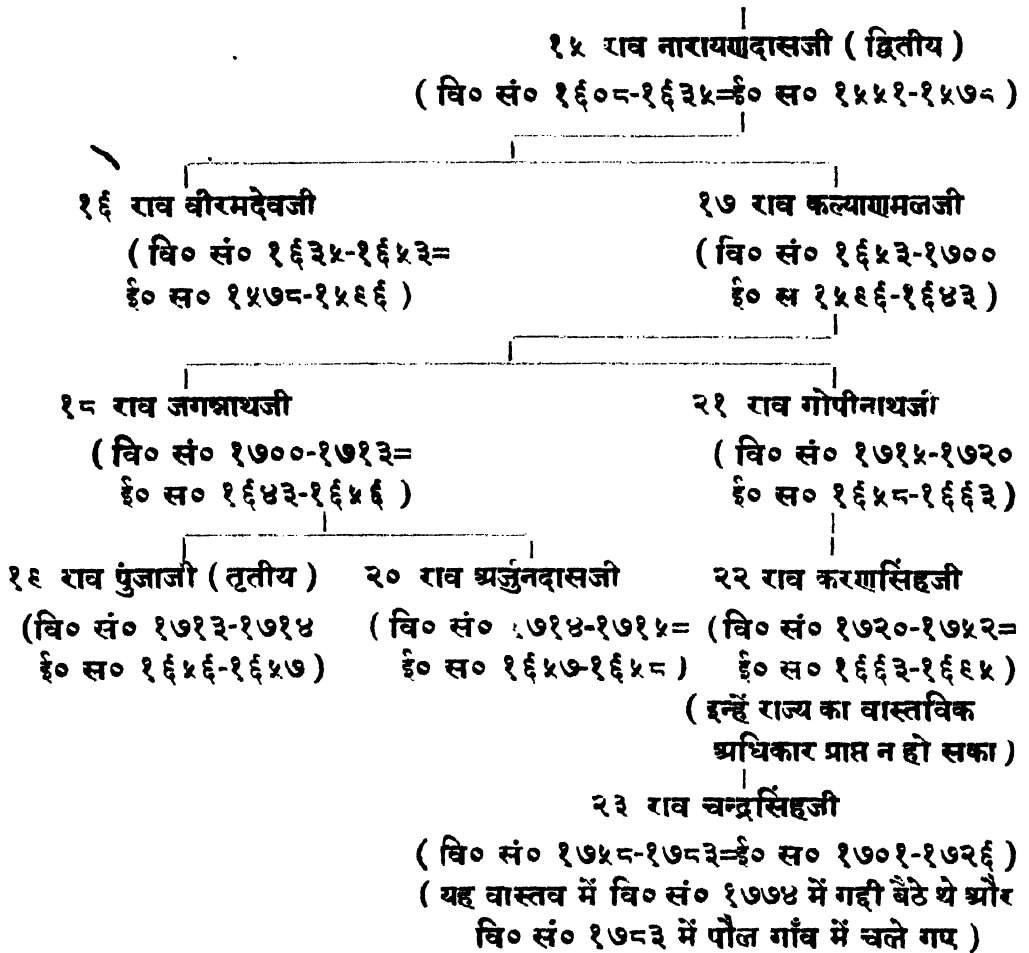 १५ राव नारायणदासजी ( द्वितीय )
( वि० सं० १६०८-१६३५=ई० स० १५५१-१५७८ )
१६ राव वीरमदेवजी
( वि० सं० १६३५-१६५३=
ई० स० १५७८-१५९६ )
१७ राव कल्याणमलजी
( वि० सं० १६५३-१७००
ई० स १५९६-१६४३ )
१८ राव जगन्नाथजी
( वि० सं० १७००-१७१३=
ई० स० १६४३-१६५६ )
२१ राव गोपीनाथजी
( वि० सं० १७१५-१७२०
ई० स० १६५८-१६६३ )
१९ राव पुंजाजी ( तृतीय )
(वि० सं० १७१३-१७१४
ई० स० १६५६-१६५७ )
२० राव अर्जुनदासजी
( वि० सं० १७१४-१७१५=
ई० स० १६५७-१६५८ )
२२ राव करणसिंहजी
(वि० सं० १७२०-१७५२=
ई० स० १६६३-१६९५ )
( इन्हें राज्य का वास्तविक
अधिकार प्राप्त न हो सका )
२३ राव चन्द्रसिंहजी
( वि० सं० १७५८-१७८३=ई० स० १७०१-१७२६ )
( यह वास्तव में वि० सं० १७७४ में गद्दी बैठे थे और
वि० सं० १७८३ में पौल गाँव में चले गए )